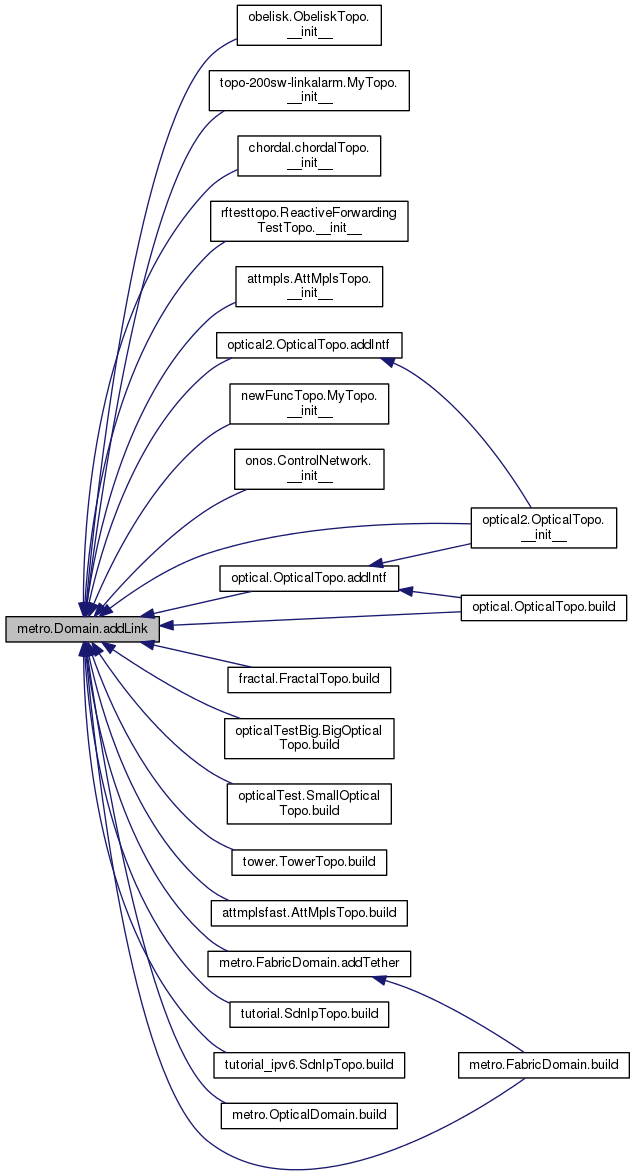 obelisk.ObeliskTopo.
__init__
topo-200sw-linkalarm.MyTopo.
__init__
chordal.chordalTopo.
__init__
rftesttopo.ReactiveForwarding
TestTopo.__init__
attmpls.AttMplsTopo.
__init__
optical2.OpticalTopo.addIntf
newFuncTopo.MyTopo.
__init__
onos.ControlNetwork.
__init__
optical2.OpticalTopo.
__init__
optical.OpticalTopo.addIntf
optical.OpticalTopo.build
metro.Domain.addLink
fractal.FractalTopo.build
opticalTestBig.BigOptical
Topo.build
opticalTest.SmallOptical
Topo.build
tower.TowerTopo.build
attmplsfast.AttMplsTopo.build
metro.FabricDomain.addTether
tutorial.SdnIpTopo.build
tutorial_ipv6.SdnIpTopo.build
metro.FabricDomain.build
metro.OpticalDomain.build